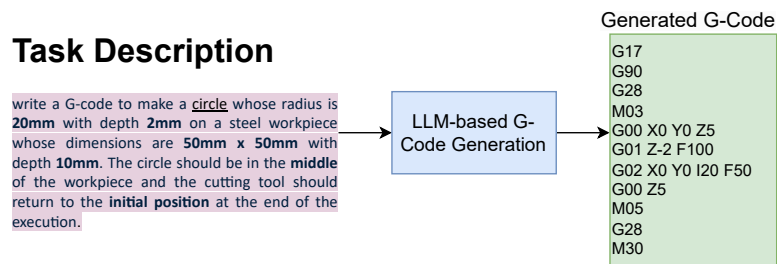 Task Description
write a G-code to make a circle whose radius is
20mm with depth 2mm on a steel workpiece
whose dimensions are 50mm x 50mm with
depth 10mm. The circle should be in the middle
of the workpiece and the cutting tool should
return to the initial position at the end of the
execution.
LLM-based G-
Code Generation
Generated G-Code
G17
G90
G28
M03
G00 X0 Y0 Z5
G01 Z-2 F100
G02 X0 Y0 I20 F50
G00 Z5
M05
G28
M30